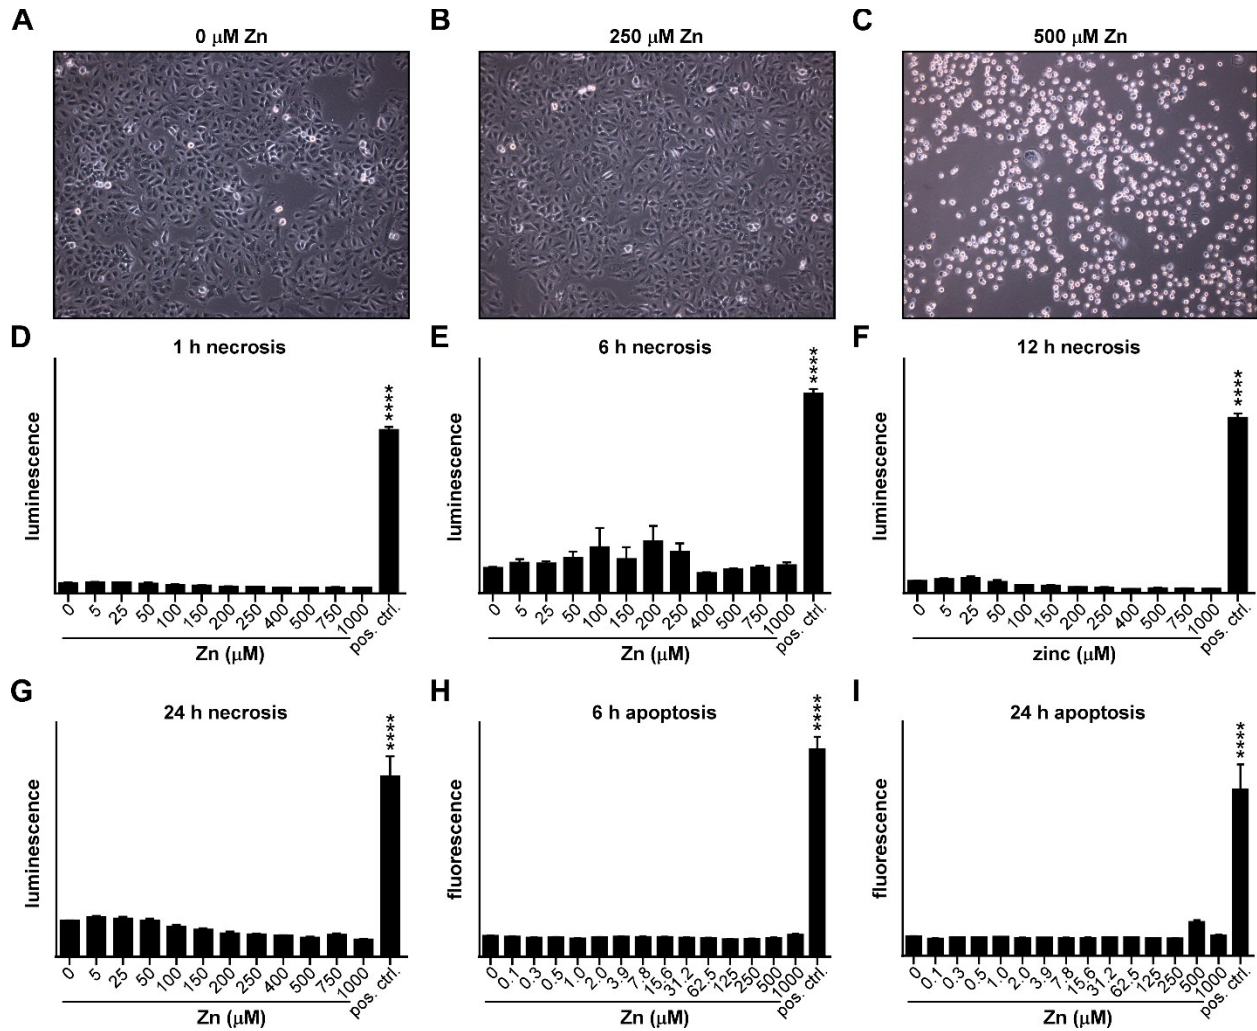 A
0 μM Zn
B
250 μM Zn
C
500 μM Zn
D
1 h necrosis
luminescence
0 5 25 50 100 150 200 250 400 500 750 1000 pos. ctrl.
Zn (μM)
****
E
6 h necrosis
luminescence
0 5 25 50 100 150 200 250 400 500 750 1000 pos. ctrl.
Zn (μM)
****
F
12 h necrosis
luminescence
0 5 25 50 100 150 200 250 400 500 750 1000 pos. ctrl.
zinc (μM)
****
G
24 h necrosis
luminescence
0 5 25 50 100 150 200 250 400 500 750 1000 pos. ctrl.
Zn (μM)
****
H
6 h apoptosis
fluorescence
0 0.1 0.3 0.5 1.0 2.0 3.9 7.8 15.6 31.2 62.5 125 250 500 1000 pos. ctrl.
Zn (μM)
****
I
24 h apoptosis
fluorescence
0 0.1 0.3 0.5 1.0 2.0 3.9 7.8 15.6 31.2 62.5 125 250 500 1000 pos. ctrl.
Zn (μM)
****